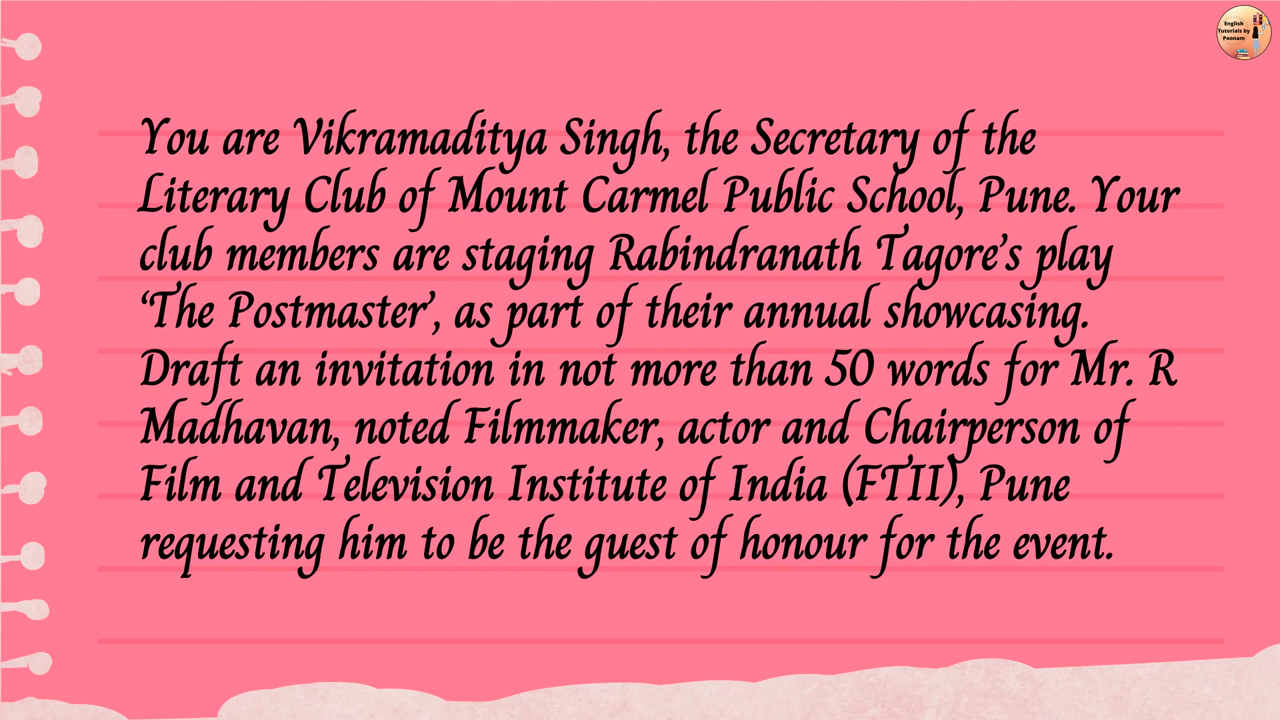 English
Tutorials by
Poonam
You are Vikramaditya Singh, the Secretary of the
Literary Club of Mount Carmel Public School, Pune. Your
club members are staging Rabindranath Tagore's play
‘The Postmaster’, as part of their annual showcasing.
Draft an invitation in not more than 50 words for Mr. R
Madhavan, noted Filmmaker, actor and Chairperson of
Film and Television Institute of India (FTII), Pune
requesting him to be the guest of honour for the event.